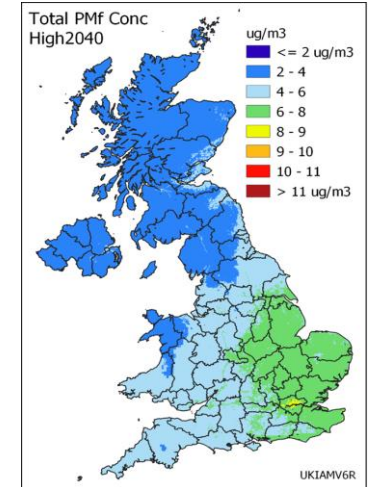 Total PMf Conc
High2040
ug/m3
<= 2 ug/m3
2 - 4
4 - 6
6 - 8
8 - 9
9 - 10
10 - 11
> 11 ug/m3
UKIAMV6R